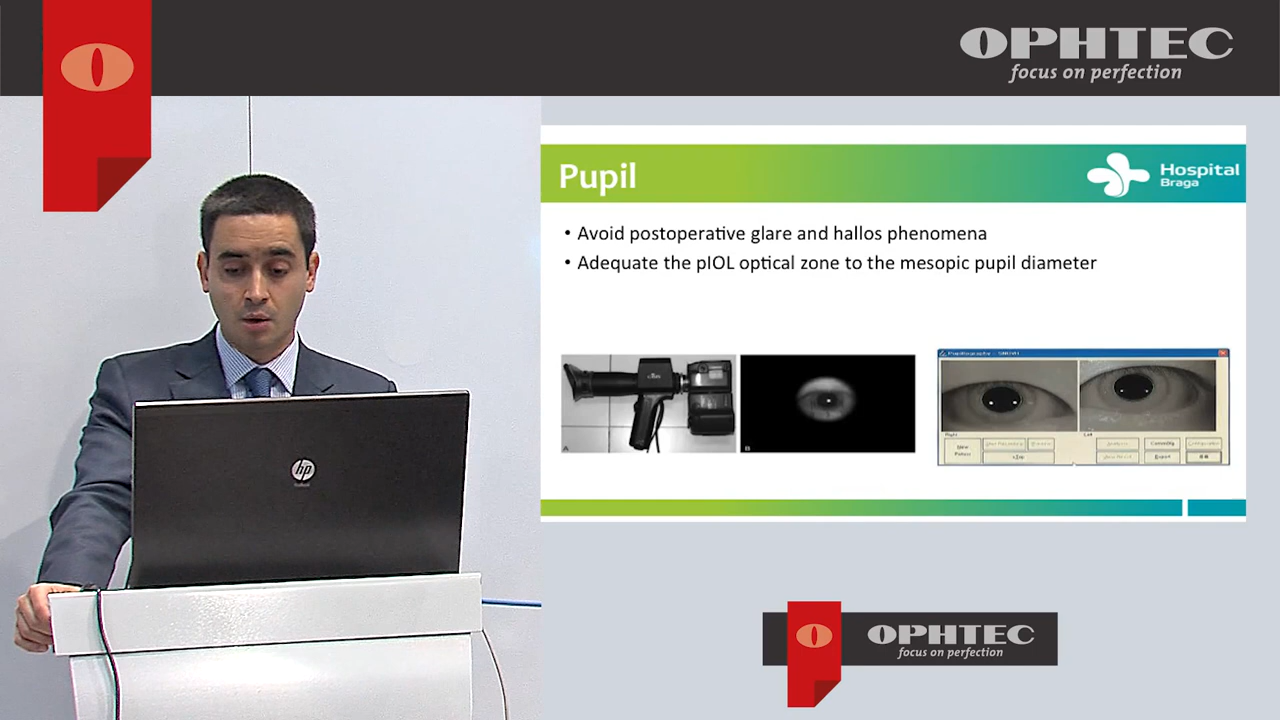 OPHTEC
focus on perfection
Pupil
Hospital
Braga
• Avoid postoperative glare and hallos phenomena
• Adequate the pIOL optical zone to the mesopic pupil diameter
A
B
hp
OPHTEC
focus on perfection